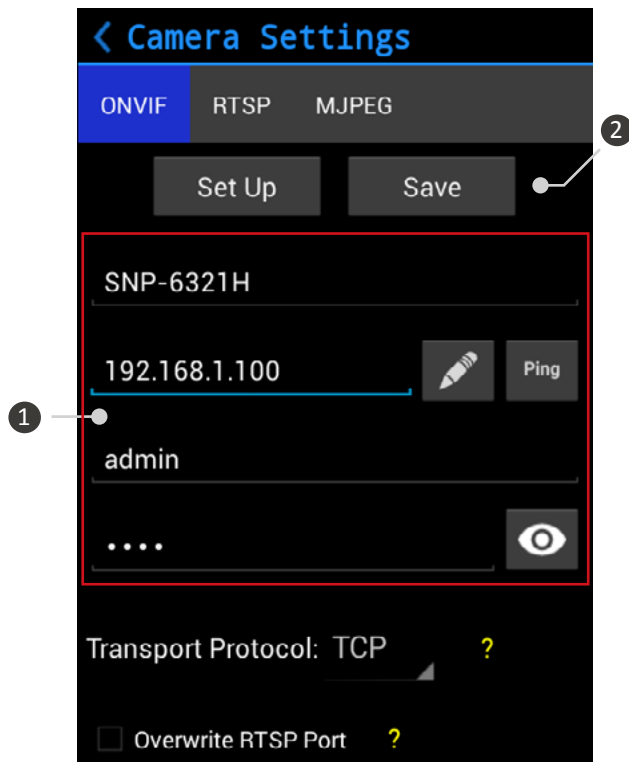 Camera Settings
ONVIF RTSP MJPEG
2
Set Up Save
SNP-6321H
192.168.1.100 Ping
1
admin
••••
Transport Protocol: TCP ?
Overwrite RTSP Port ?